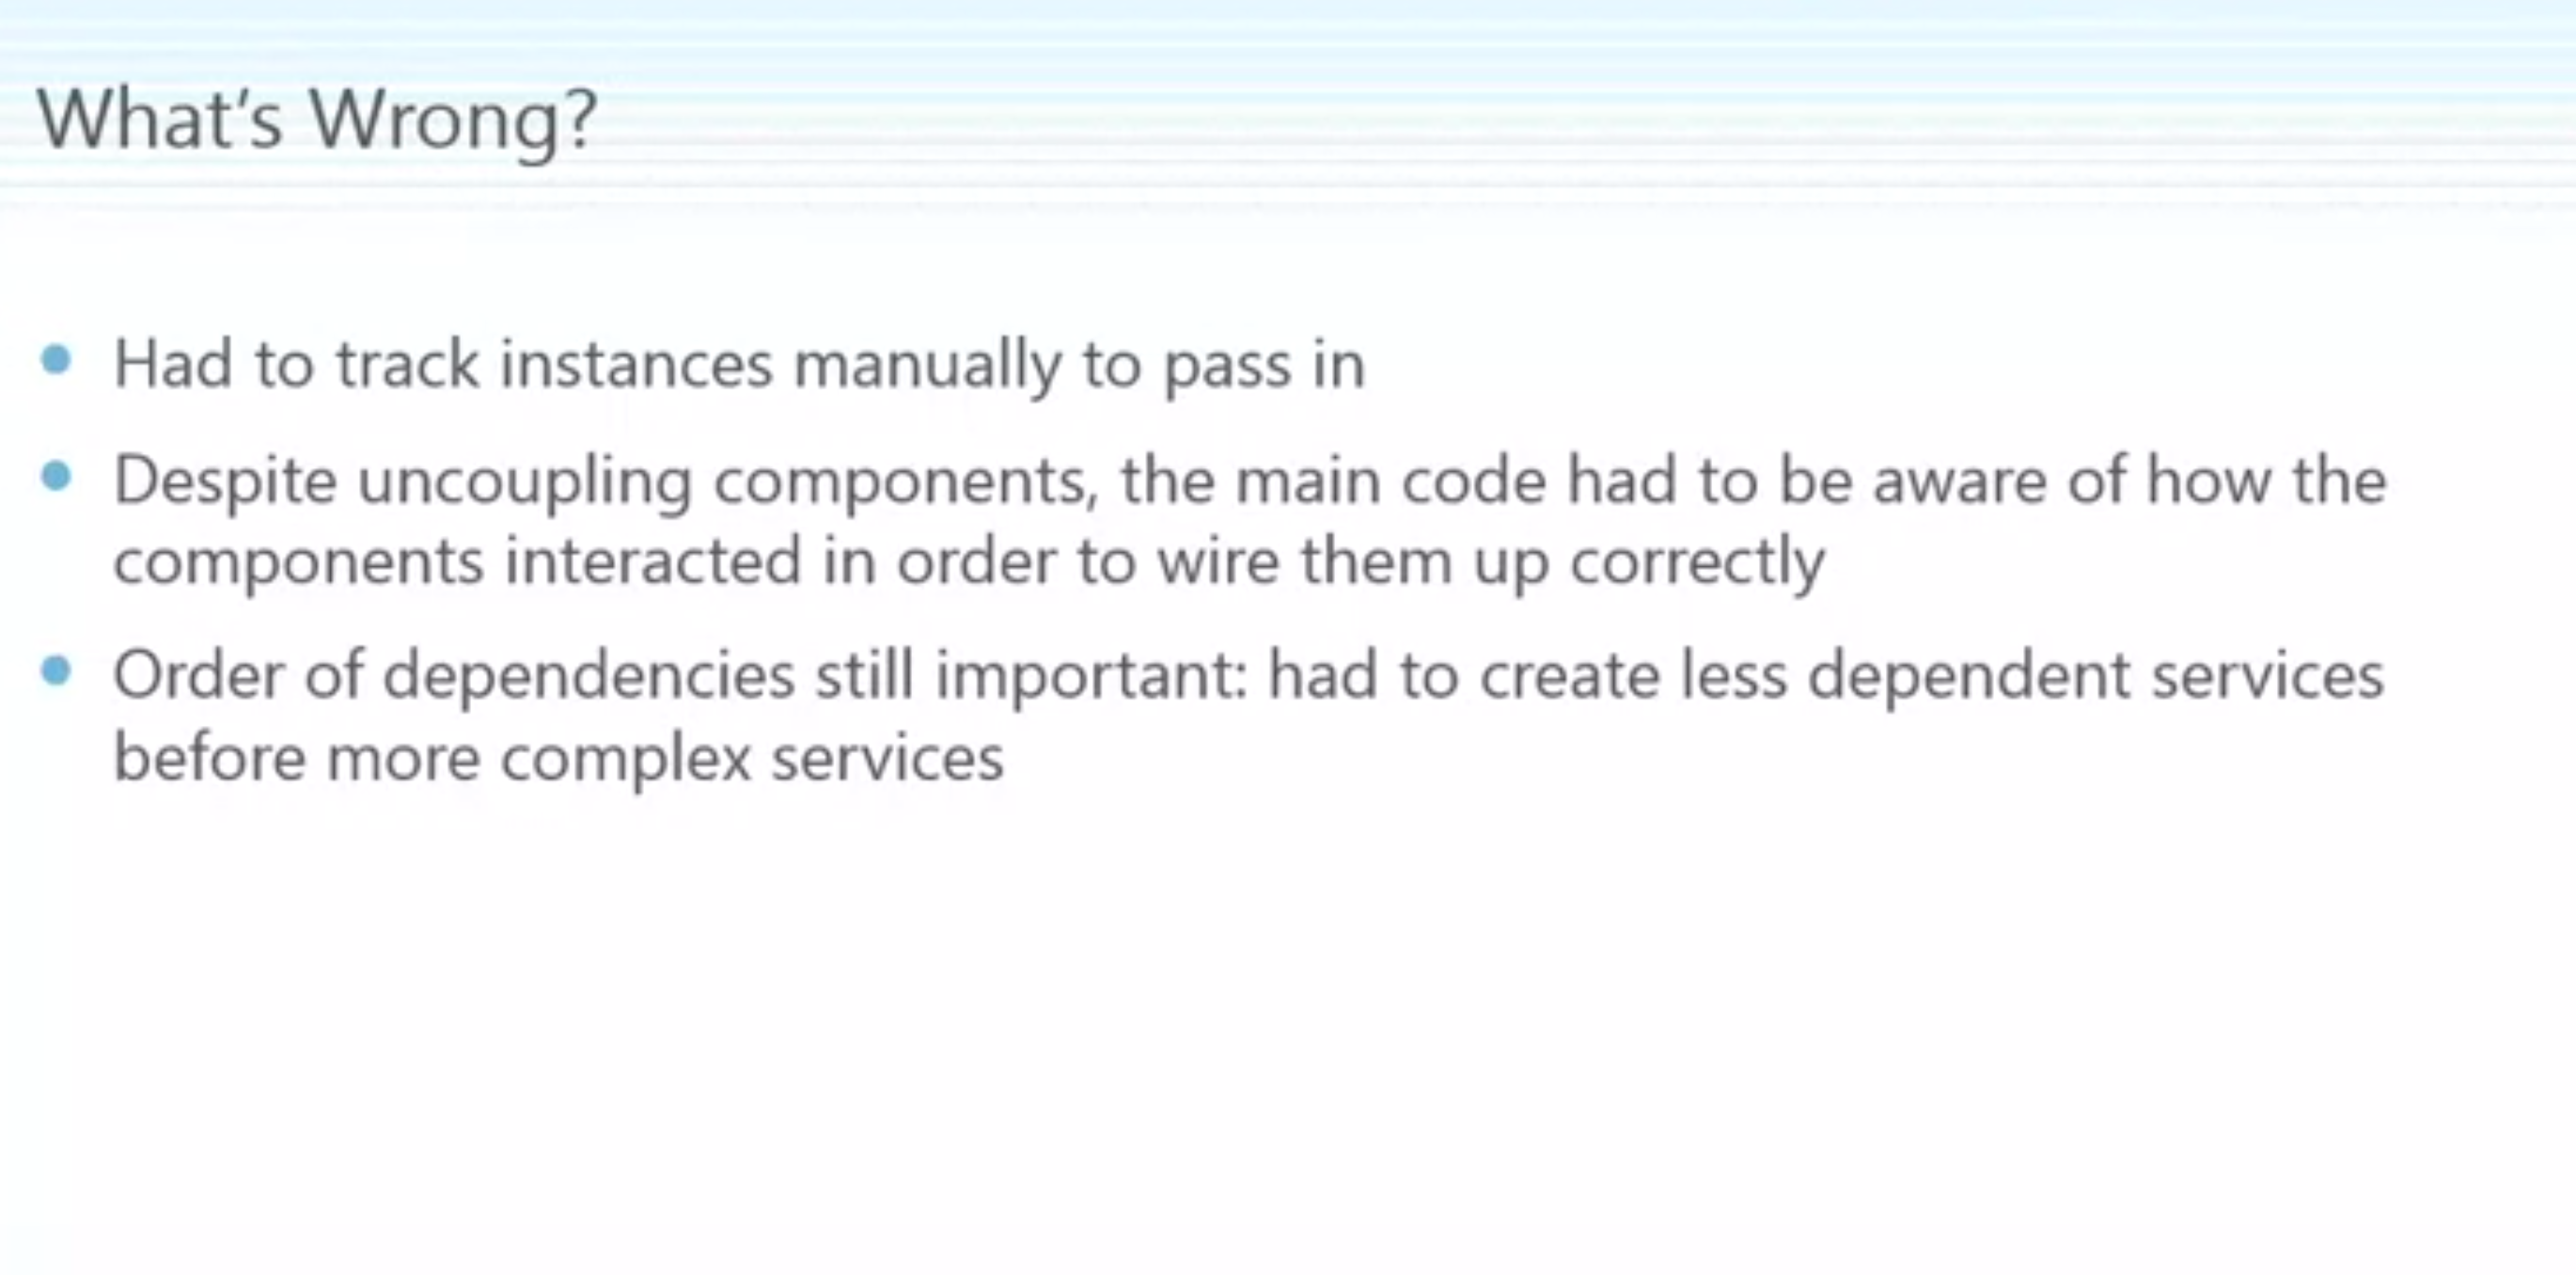 What's Wrong?
Had to track instances manually to pass in
Despite uncoupling components, the main code had to be aware of how the
components interacted in order to wire them up correctly
Order of dependencies still important: had to create less dependent services
before more complex services